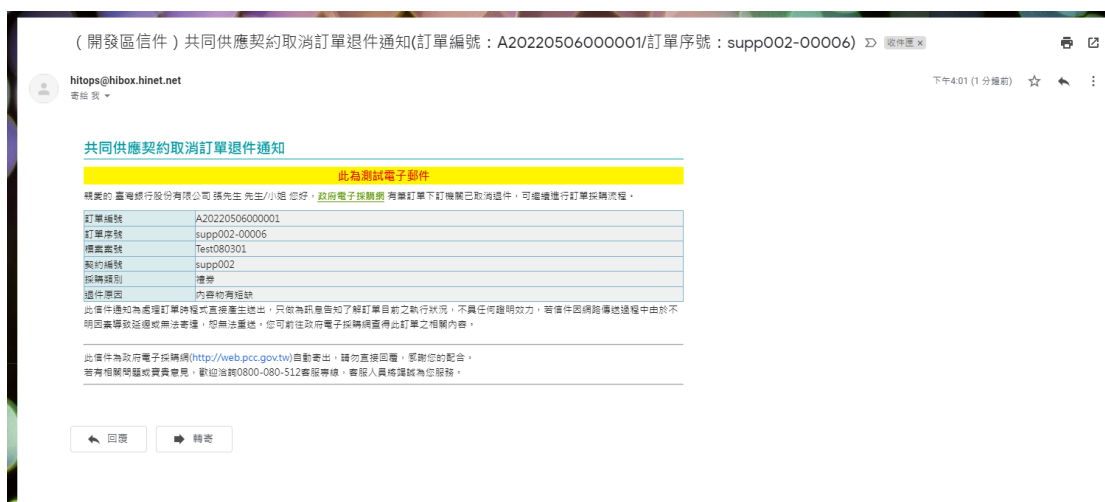 (開發區信件)共同供應契約取消訂單退件通知(訂單編號:A20220506000001/訂單序號:supp002-00006) 收件匣 x
hitops@hibox.hinet.net
下午4:01 (1 分鐘前)
寄給 我
共同供應契約取消訂單退件通知
此為測試電子郵件
親愛的 臺灣銀行股份有限公司 張先生 先生/小姐 您好,政府電子採購網 有筆訂單下訂機關已取消退件,可繼續進行訂單採購流程。
訂單編號 A20220506000001
訂單序號 supp002-00006
標案案號 Test080301
契約編號 supp002
採購類別 禮券
退件原因 內容物有短缺
此信件通知為處理訂單時程式直接產生送出,只做為訊息告知了解訂單目前之執行狀況,不具任何證明效力,若信件因網路傳送過程中由於不
明因素導致延遲或無法寄達,恕無法重送。您可前往政府電子採購網查得此訂單之相關內容。
此信件為政府電子採購網(http://web.pcc.gov.tw)自動寄出,請勿直接回覆,感謝您的配合。
若有相關問題或寶貴意見,歡迎洽詢0800-080-512客服專線,客服人員將竭誠為您服務。
回覆 轉寄